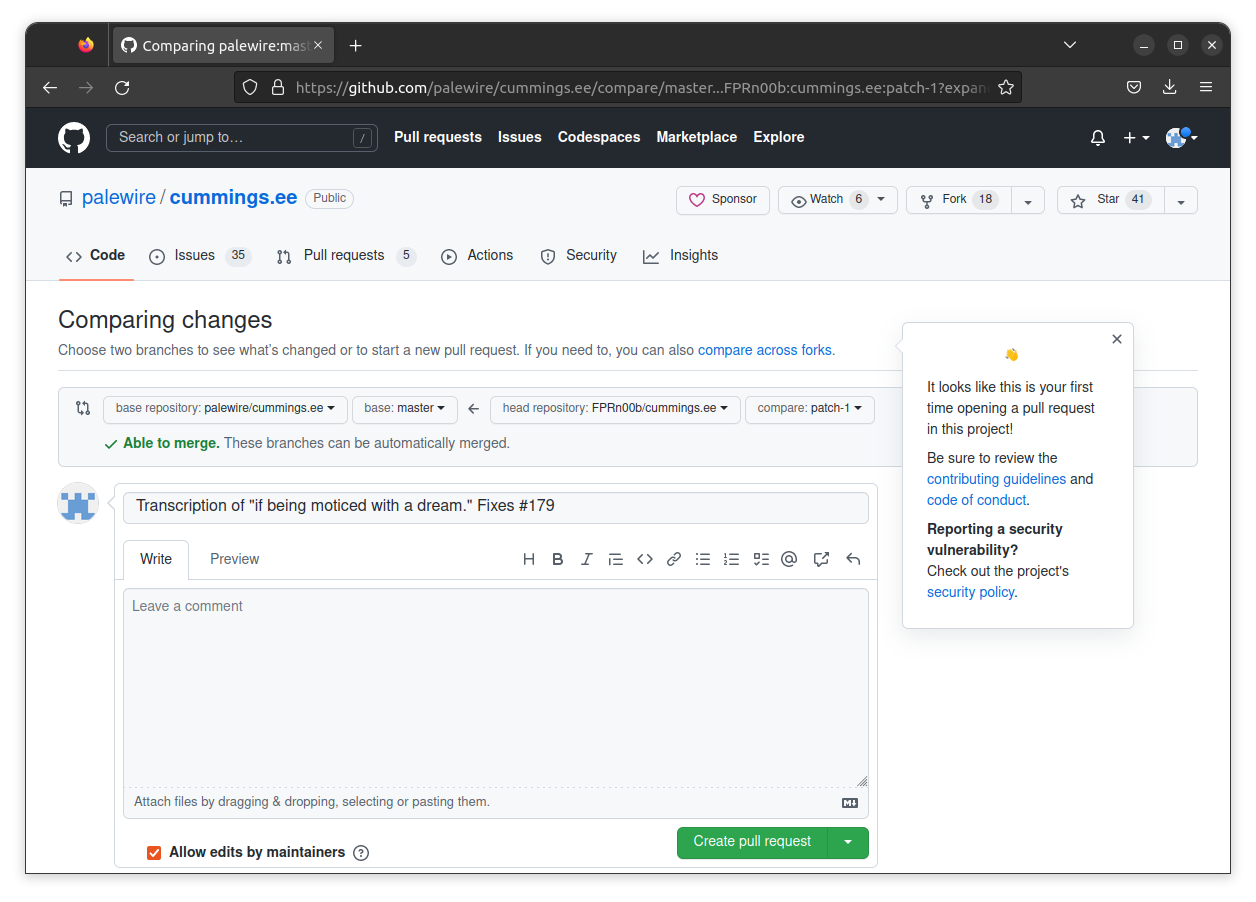 Comparing palewire:mas
https://github.com/palewire/cummings.ee/compare/master...FPRn00b:cummings.ee:patch-1?expan
Search or jump to… / Pull requests Issues Codespaces Marketplace Explore
palewire / cummings.ee Public Sponsor Watch 6 Fork 18 Star 41
Code Issues 35 Pull requests 5 Actions Security Insights
Comparing changes
Choose two branches to see what's changed or to start a new pull request. If you need to, you can also compare across forks.
base repository: palewire/cummings.ee base: master head repository: FPRn00b/cummings.ee compare: patch-1
Able to merge. These branches can be automatically merged.
Transcription of "if being moticed with a dream." Fixes #179
Write Preview
Leave a comment
Attach files by dragging & dropping, selecting or pasting them.
Allow edits by maintainers
Create pull request
It looks like this is your first
time opening a pull request
in this project!
Be sure to review the
contributing guidelines and
code of conduct.
Reporting a security
vulnerability?
Check out the project's
security policy.